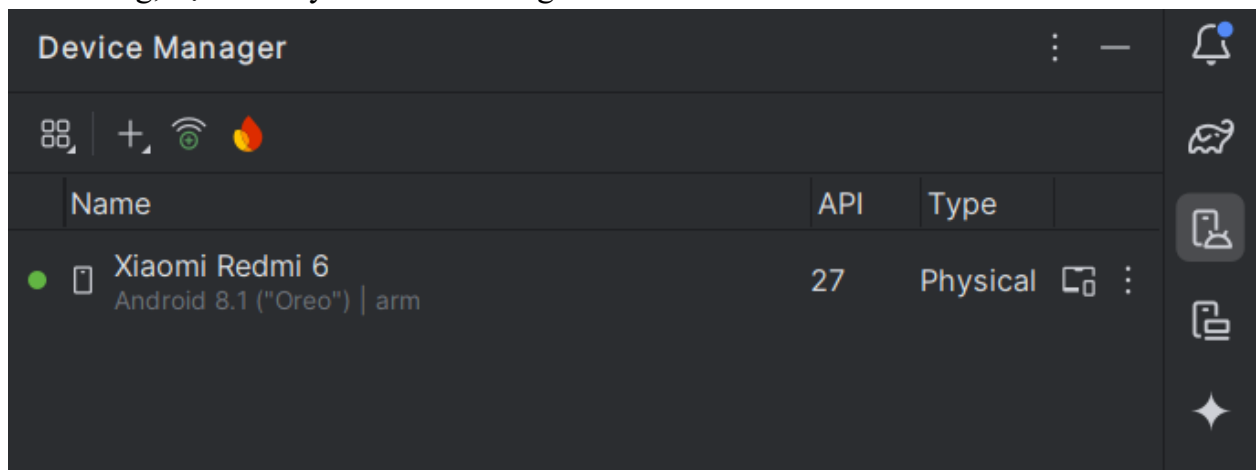 Device Manager
Name API Type
Xiaomi Redmi 6 27 Physical
Android 8.1 ("Oreo") | arm